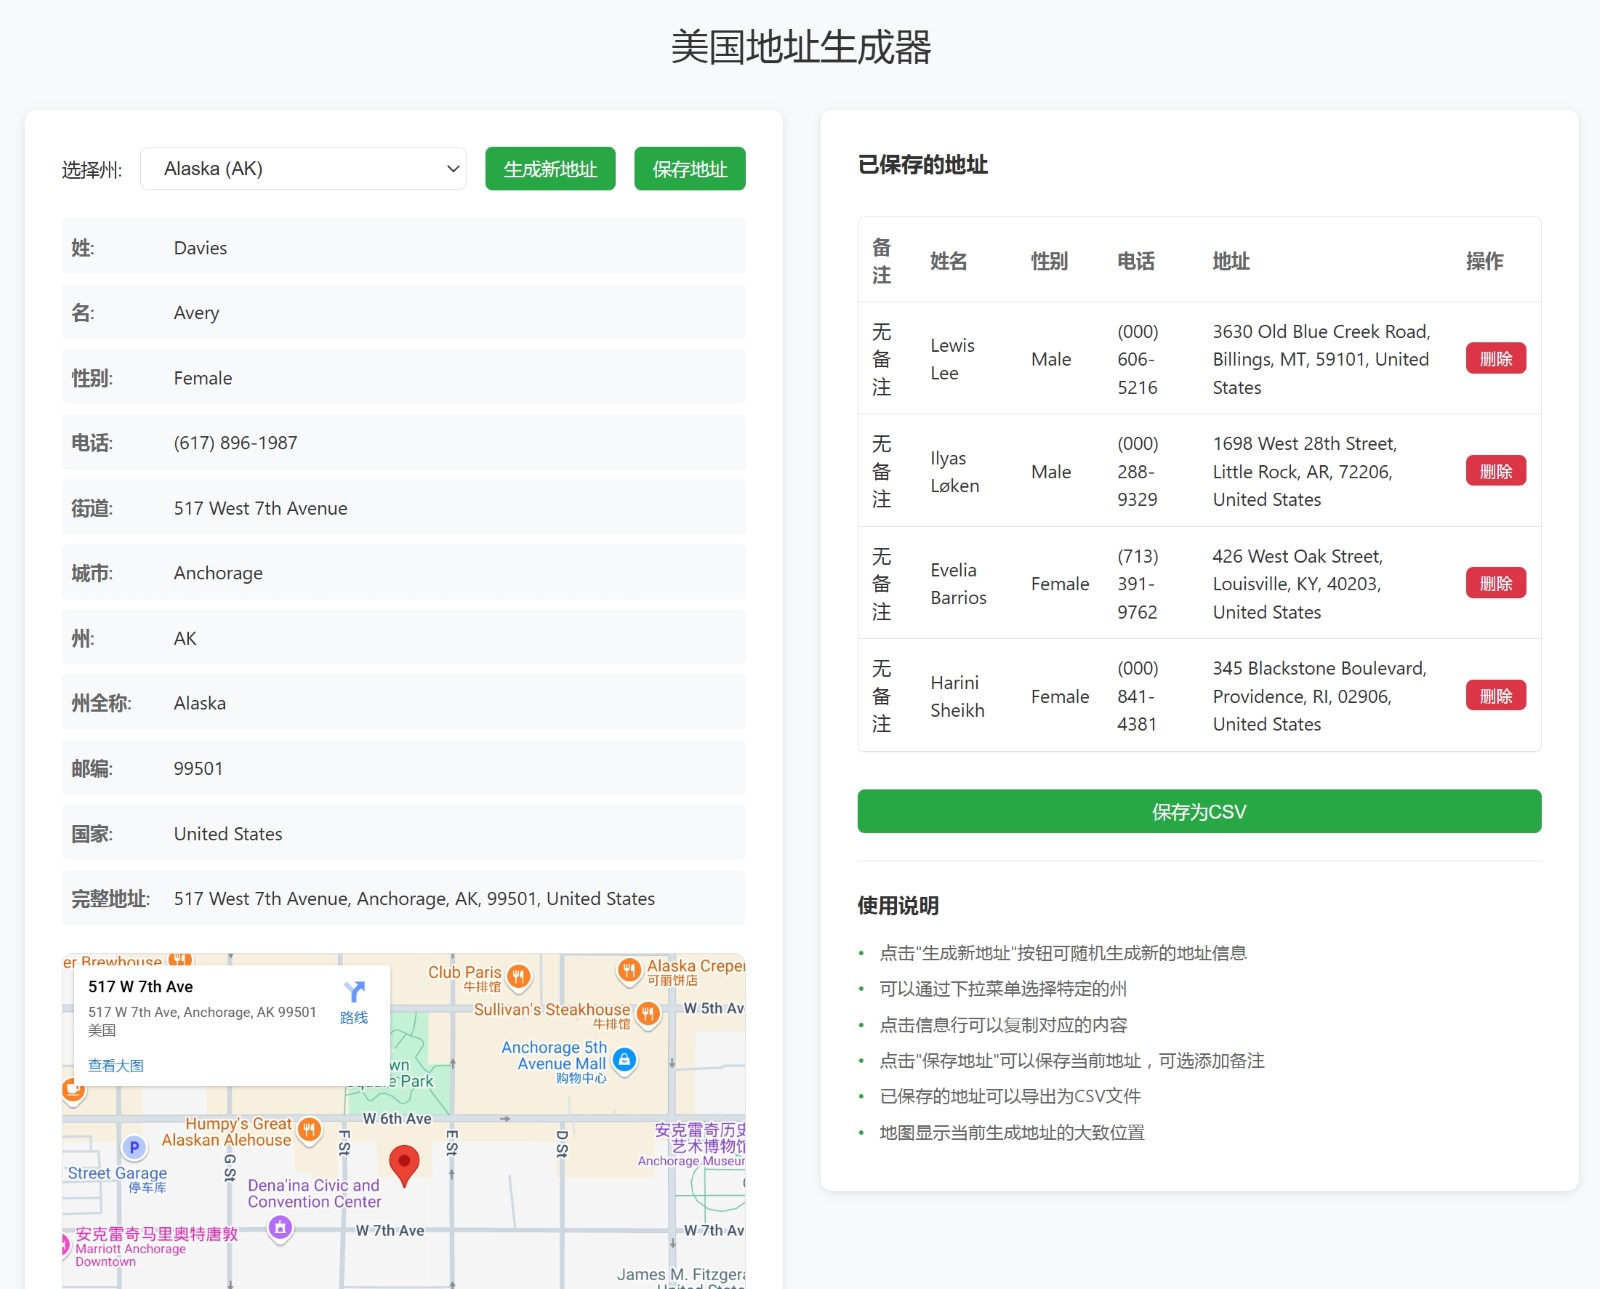 美国地址生成器
选择州:
Alaska (AK)
生成新地址
保存地址
姓:
Davies
名:
Avery
性别:
Female
电话:
(617) 896-1987
街道:
517 West 7th Avenue
城市:
Anchorage
州:
AK
州全称:
Alaska
邮编:
99501
国家:
United States
完整地址:
517 West 7th Avenue, Anchorage, AK, 99501, United States
er Brewhouse
517 W 7th Ave
517 W 7th Ave, Anchorage, AK 99501
美国
路线
查看大图
Club Paris
牛排馆
Alaska Creper
可丽饼店
Sullivan's Steakhouse
牛排馆
W 5th Av
Anchorage 5th
Avenue Mall
购物中心
wn
Park
W 6th Ave
Humpy's Great
Alaskan Alehouse
F St
E St
D St
G St
P
Street Garage
停车库
安克雷奇历史
艺术博物馆
Anchorage Museum
Dena'ina Civic and
Convention Center
安克雷奇马里奥特唐敦
Marriott Anchorage
Downtown
W 7th Ave
W 7th Av
James M. Fitzgera
已保存的地址
备
注
姓名
性别
电话
地址
操作
无
备
注
Lewis
Lee
Male
(000)
606-
5216
3630 Old Blue Creek Road,
Billings, MT, 59101, United
States
删除
无
备
注
Ilyas
Løken
Male
(000)
288-
9329
1698 West 28th Street,
Little Rock, AR, 72206,
United States
删除
无
备
注
Evelia
Barrios
Female
(713)
391-
9762
426 West Oak Street,
Louisville, KY, 40203,
United States
删除
无
备
注
Harini
Sheikh
Female
(000)
841-
4381
345 Blackstone Boulevard,
Providence, RI, 02906,
United States
删除
保存为CSV
使用说明
• 点击"生成新地址"按钮可随机生成新的地址信息
• 可以通过下拉菜单选择特定的州
• 点击信息行可以复制对应的内容
• 点击"保存地址"可以保存当前地址，可选添加备注
• 已保存的地址可以导出为CSV文件
• 地图显示当前生成地址的大致位置